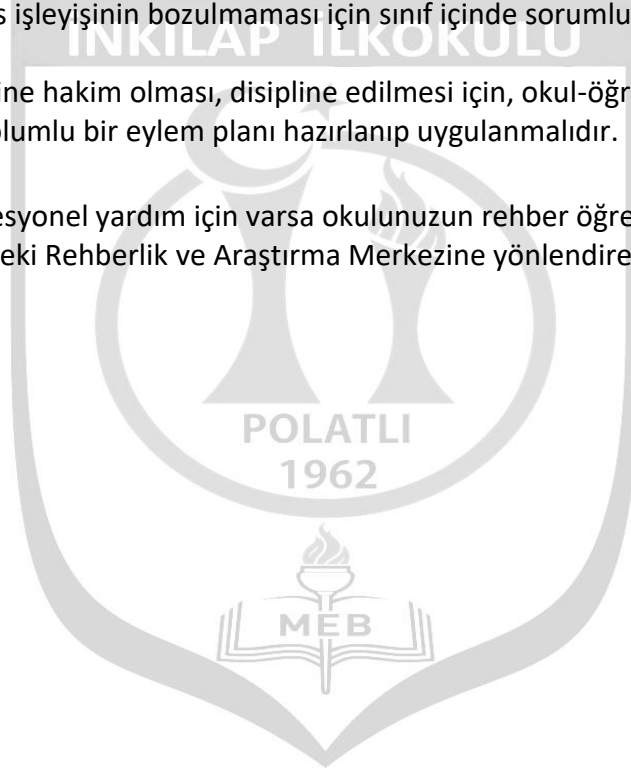 s işleyişinin bozulmaması için sınıf içinde sorumlu
İNKILAP İLKOKULU
ine hakim olması, disipline edilmesi için, okul-öğr
olumlu bir eylem planı hazırlanıp uygulanmalıdır.
esyonel yardım için varsa okulunuzun rehber öğre
eki Rehberlik ve Araştırma Merkezine yönlendire
POLATLI
1962
MEB